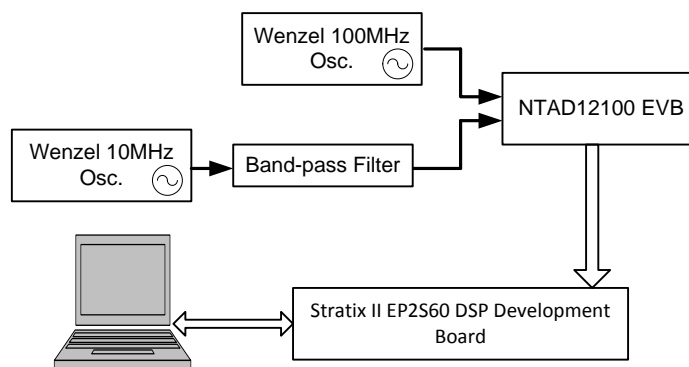 Wenzel 100MHz
Osc.
NTAD12100 EVB
Wenzel 10MHz
Osc.
Band-pass Filter
Stratix II EP2S60 DSP Development
Board